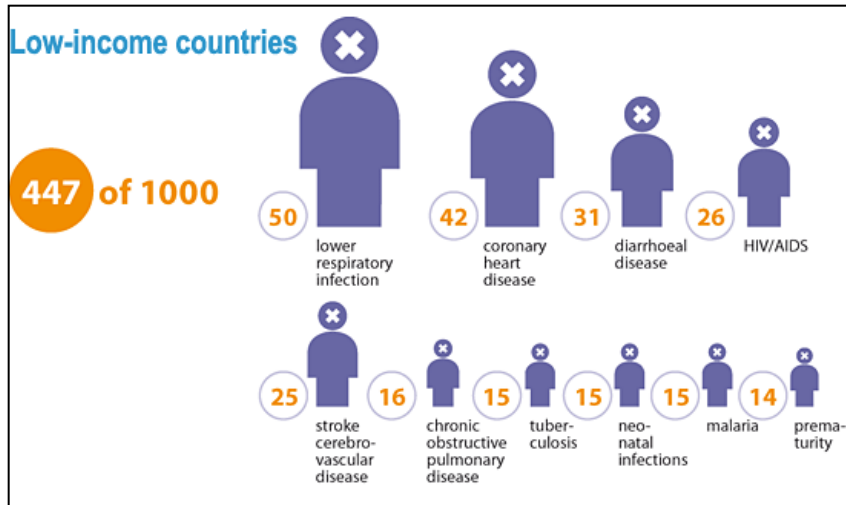 Low-income countries
447 of 1000
50
lower
respiratory
infection
42
coronary
heart
disease
31
diarrhoeal
disease
26
HIV/AIDS
25
stroke
cerebro-
vascular
disease
16
chronic
obstructive
pulmonary
disease
15
tuber-
culosis
15
neo-
natal
infections
15
malaria
14
prema-
turity